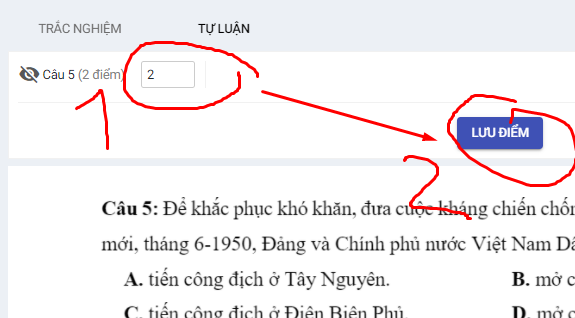 TRẮC NGHIỆM TỰ LUẬN
Câu 5 (2 điểm) 2
1
LƯU ĐIỂM
2
Câu 5: Để khắc phục khó khăn, đưa cuộc kháng chiến chốn
mới, tháng 6-1950, Đảng và Chính phủ nước Việt Nam Dâ
A. tiến công địch ở Tây Nguyên. B. mở c
C. tiến công địch ở Điện Biên Phủ. D. mở c